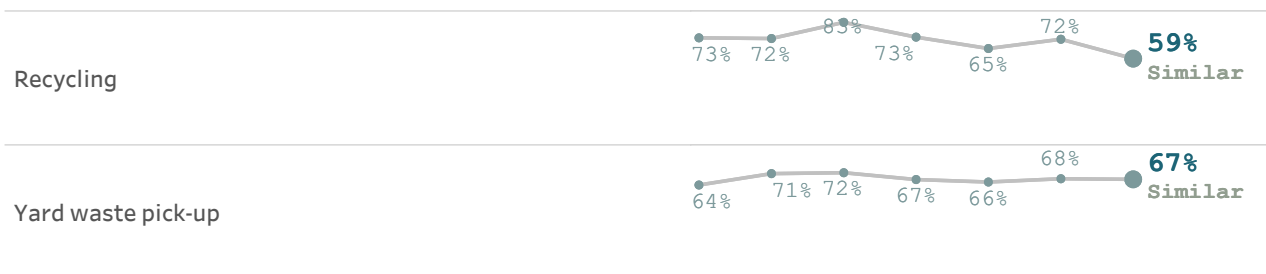 Recycling
73% 72% 83% 73% 65% 72% 59%
Similar
Yard waste pick-up
64% 71% 72% 67% 66% 68% 67%
Similar